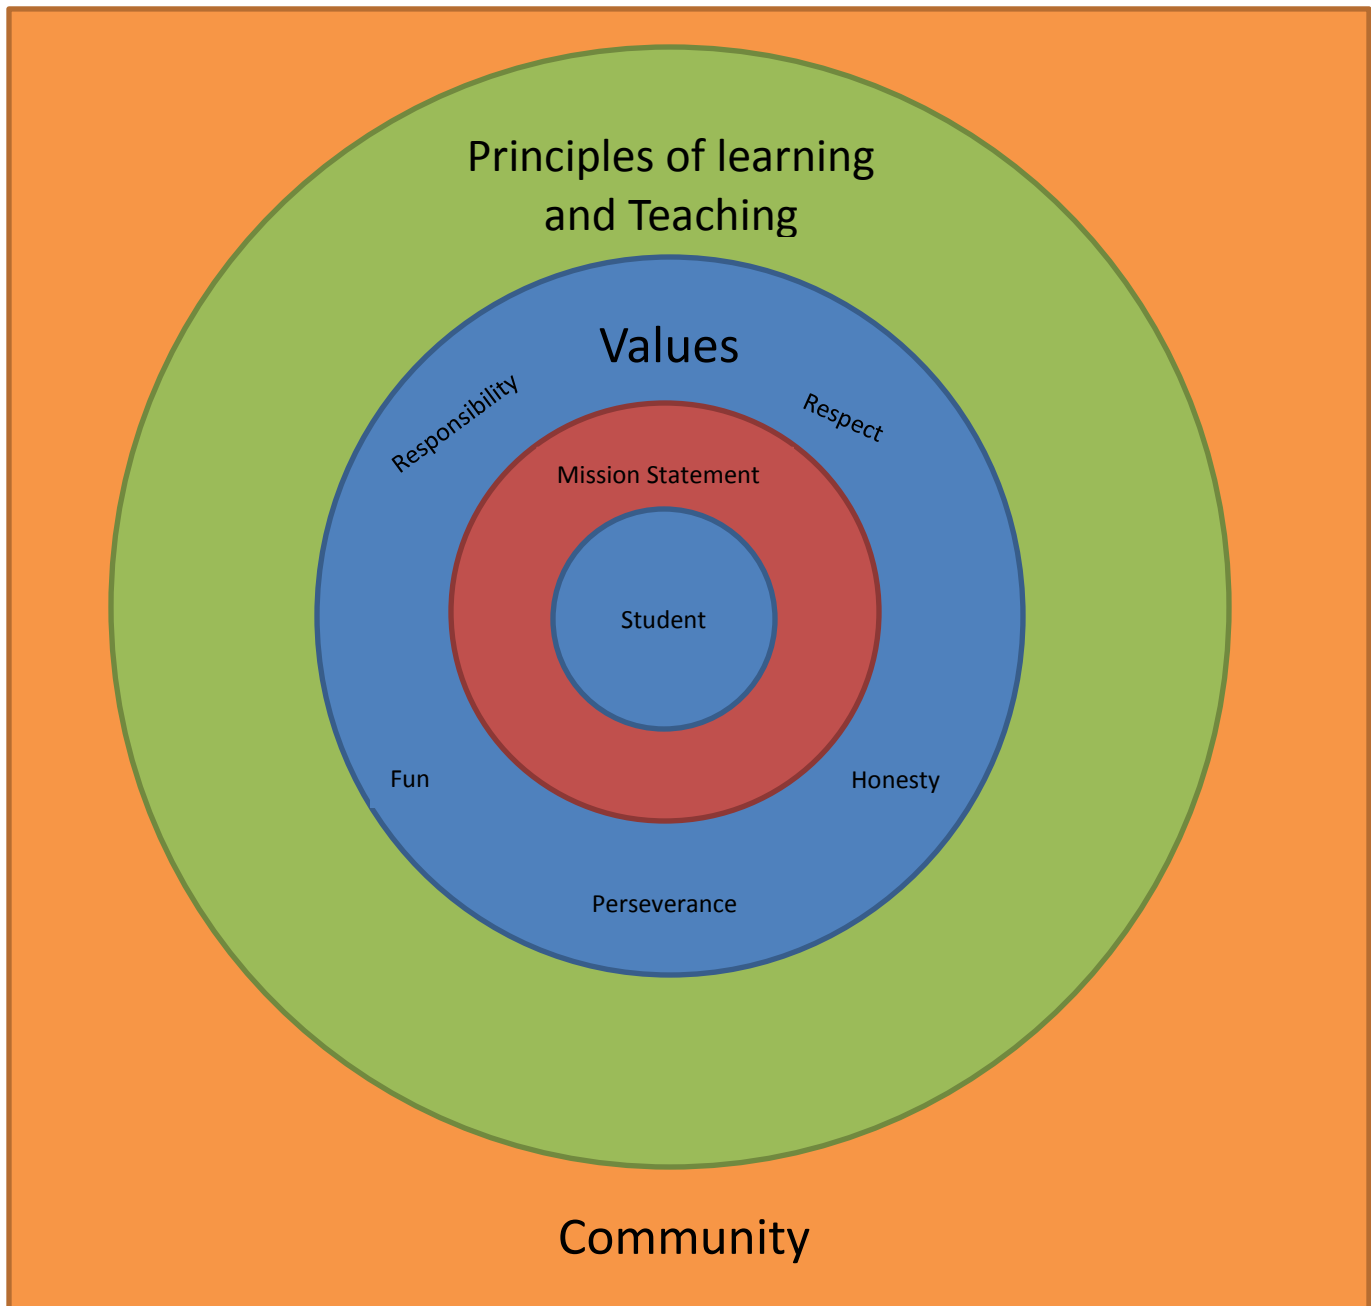 Principles of learning
and Teaching
Values
Responsibility
Respect
Mission Statement
Student
Fun
Honesty
Perseverance
Community